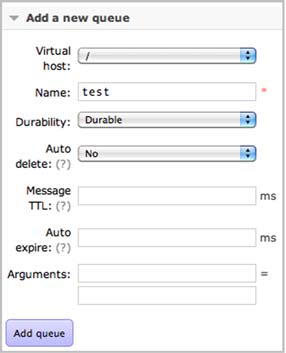 Add a new queue
Virtual host: /
Name: test *
Durability: Durable
Auto delete: (?) No
Message TTL: (?) ms
Auto expire: (?) ms
Arguments: =
Add queue